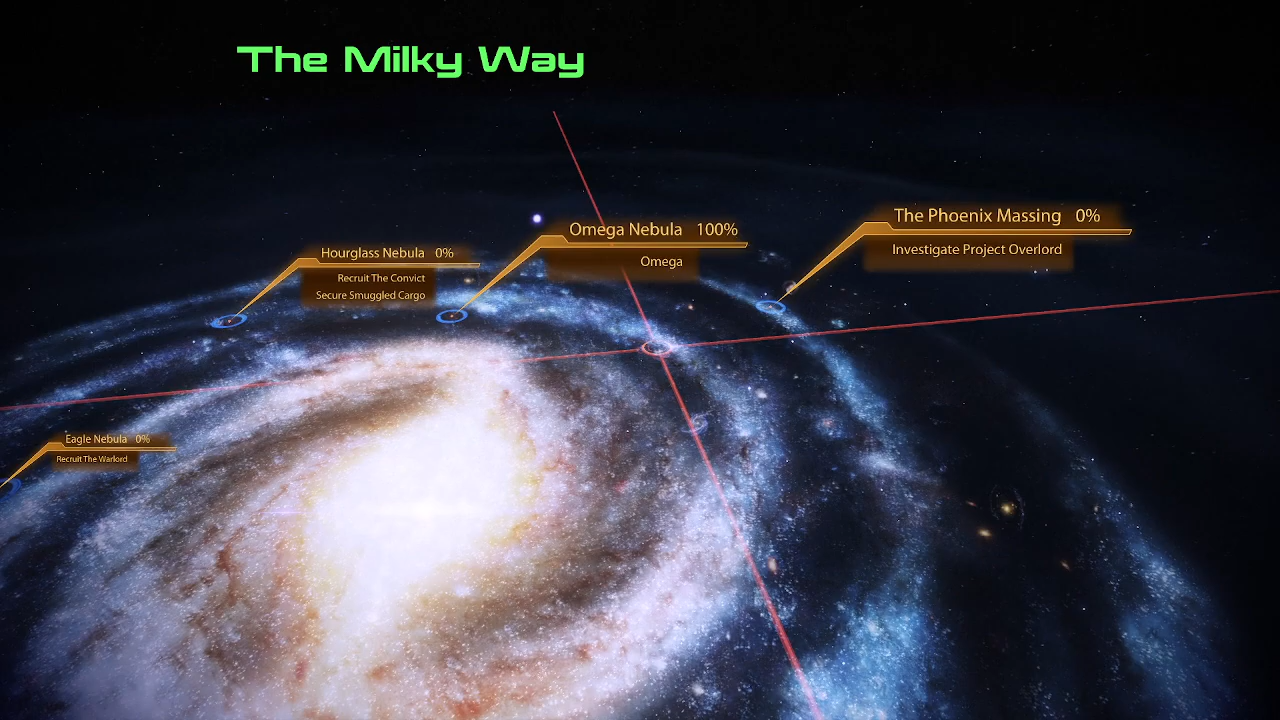 The Milky Way
The Phoenix Massing 0%
Investigate Project Overlord
Omega Nebula 100%
Omega
Hourglass Nebula 0%
Recruit The Convict
Secure Smuggled Cargo
Eagle Nebula 0%
Recruit The Warlord